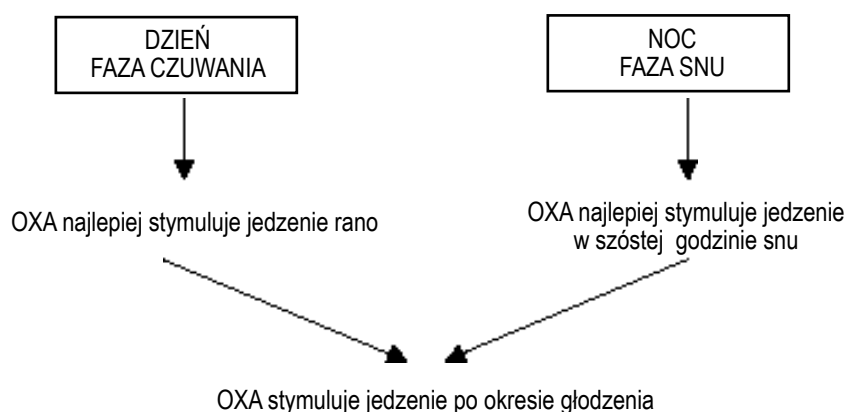 DZIEŃ
FAZA CZUWANIA
NOC
FAZA SNU
OXA najlepiej stymuluje jedzenie rano
OXA najlepiej stymuluje jedzenie
w szóstej godzinie snu
OXA stymuluje jedzenie po okresie głodzenia